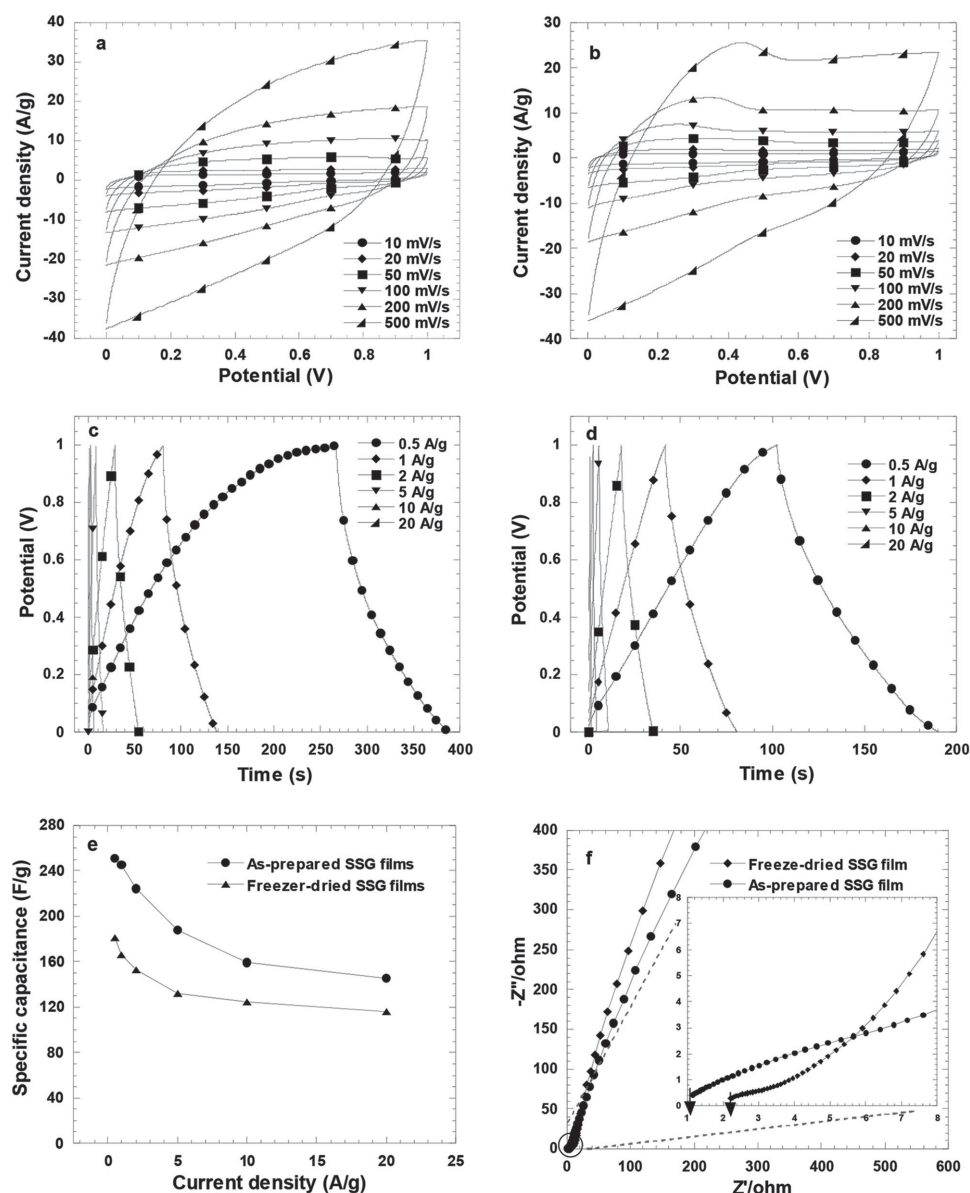 a
40
30
20
10
0
-10
-20
-30
-40
Current density (A/g)
10 mV/s
20 mV/s
50 mV/s
100 mV/s
200 mV/s
500 mV/s
0 0.2 0.4 0.6 0.8 1
Potential (V)
b
40
30
20
10
0
-10
-20
-30
-40
Current density (A/g)
10 mV/s
20 mV/s
50 mV/s
100 mV/s
200 mV/s
500 mV/s
0 0.2 0.4 0.6 0.8 1
Potential (V)
c
1
0.8
0.6
0.4
0.2
0
Potential (V)
0.5 A/g
1 A/g
2 A/g
5 A/g
10 A/g
20 A/g
0 50 100 150 200 250 300 350 400
Time (s)
d
1
0.8
0.6
0.4
0.2
0
Potential (V)
0.5 A/g
1 A/g
2 A/g
5 A/g
10 A/g
20 A/g
0 50 100 150 200
Time (s)
e
280
240
200
160
120
80
40
0
Specific capacitance (F/g)
As-prepared SSG films
Freezer-dried SSG films
0 5 10 15 20 25
Current density (A/g)
f
400
350
300
250
200
150
100
50
0
-Z"/ohm
Freeze-dried SSG film
As-prepared SSG film
8
7
6
5
4
3
2
1
0
1 2 3 4 5 6 7 8
0 100 200 300 400 500 600
Z'/ohm